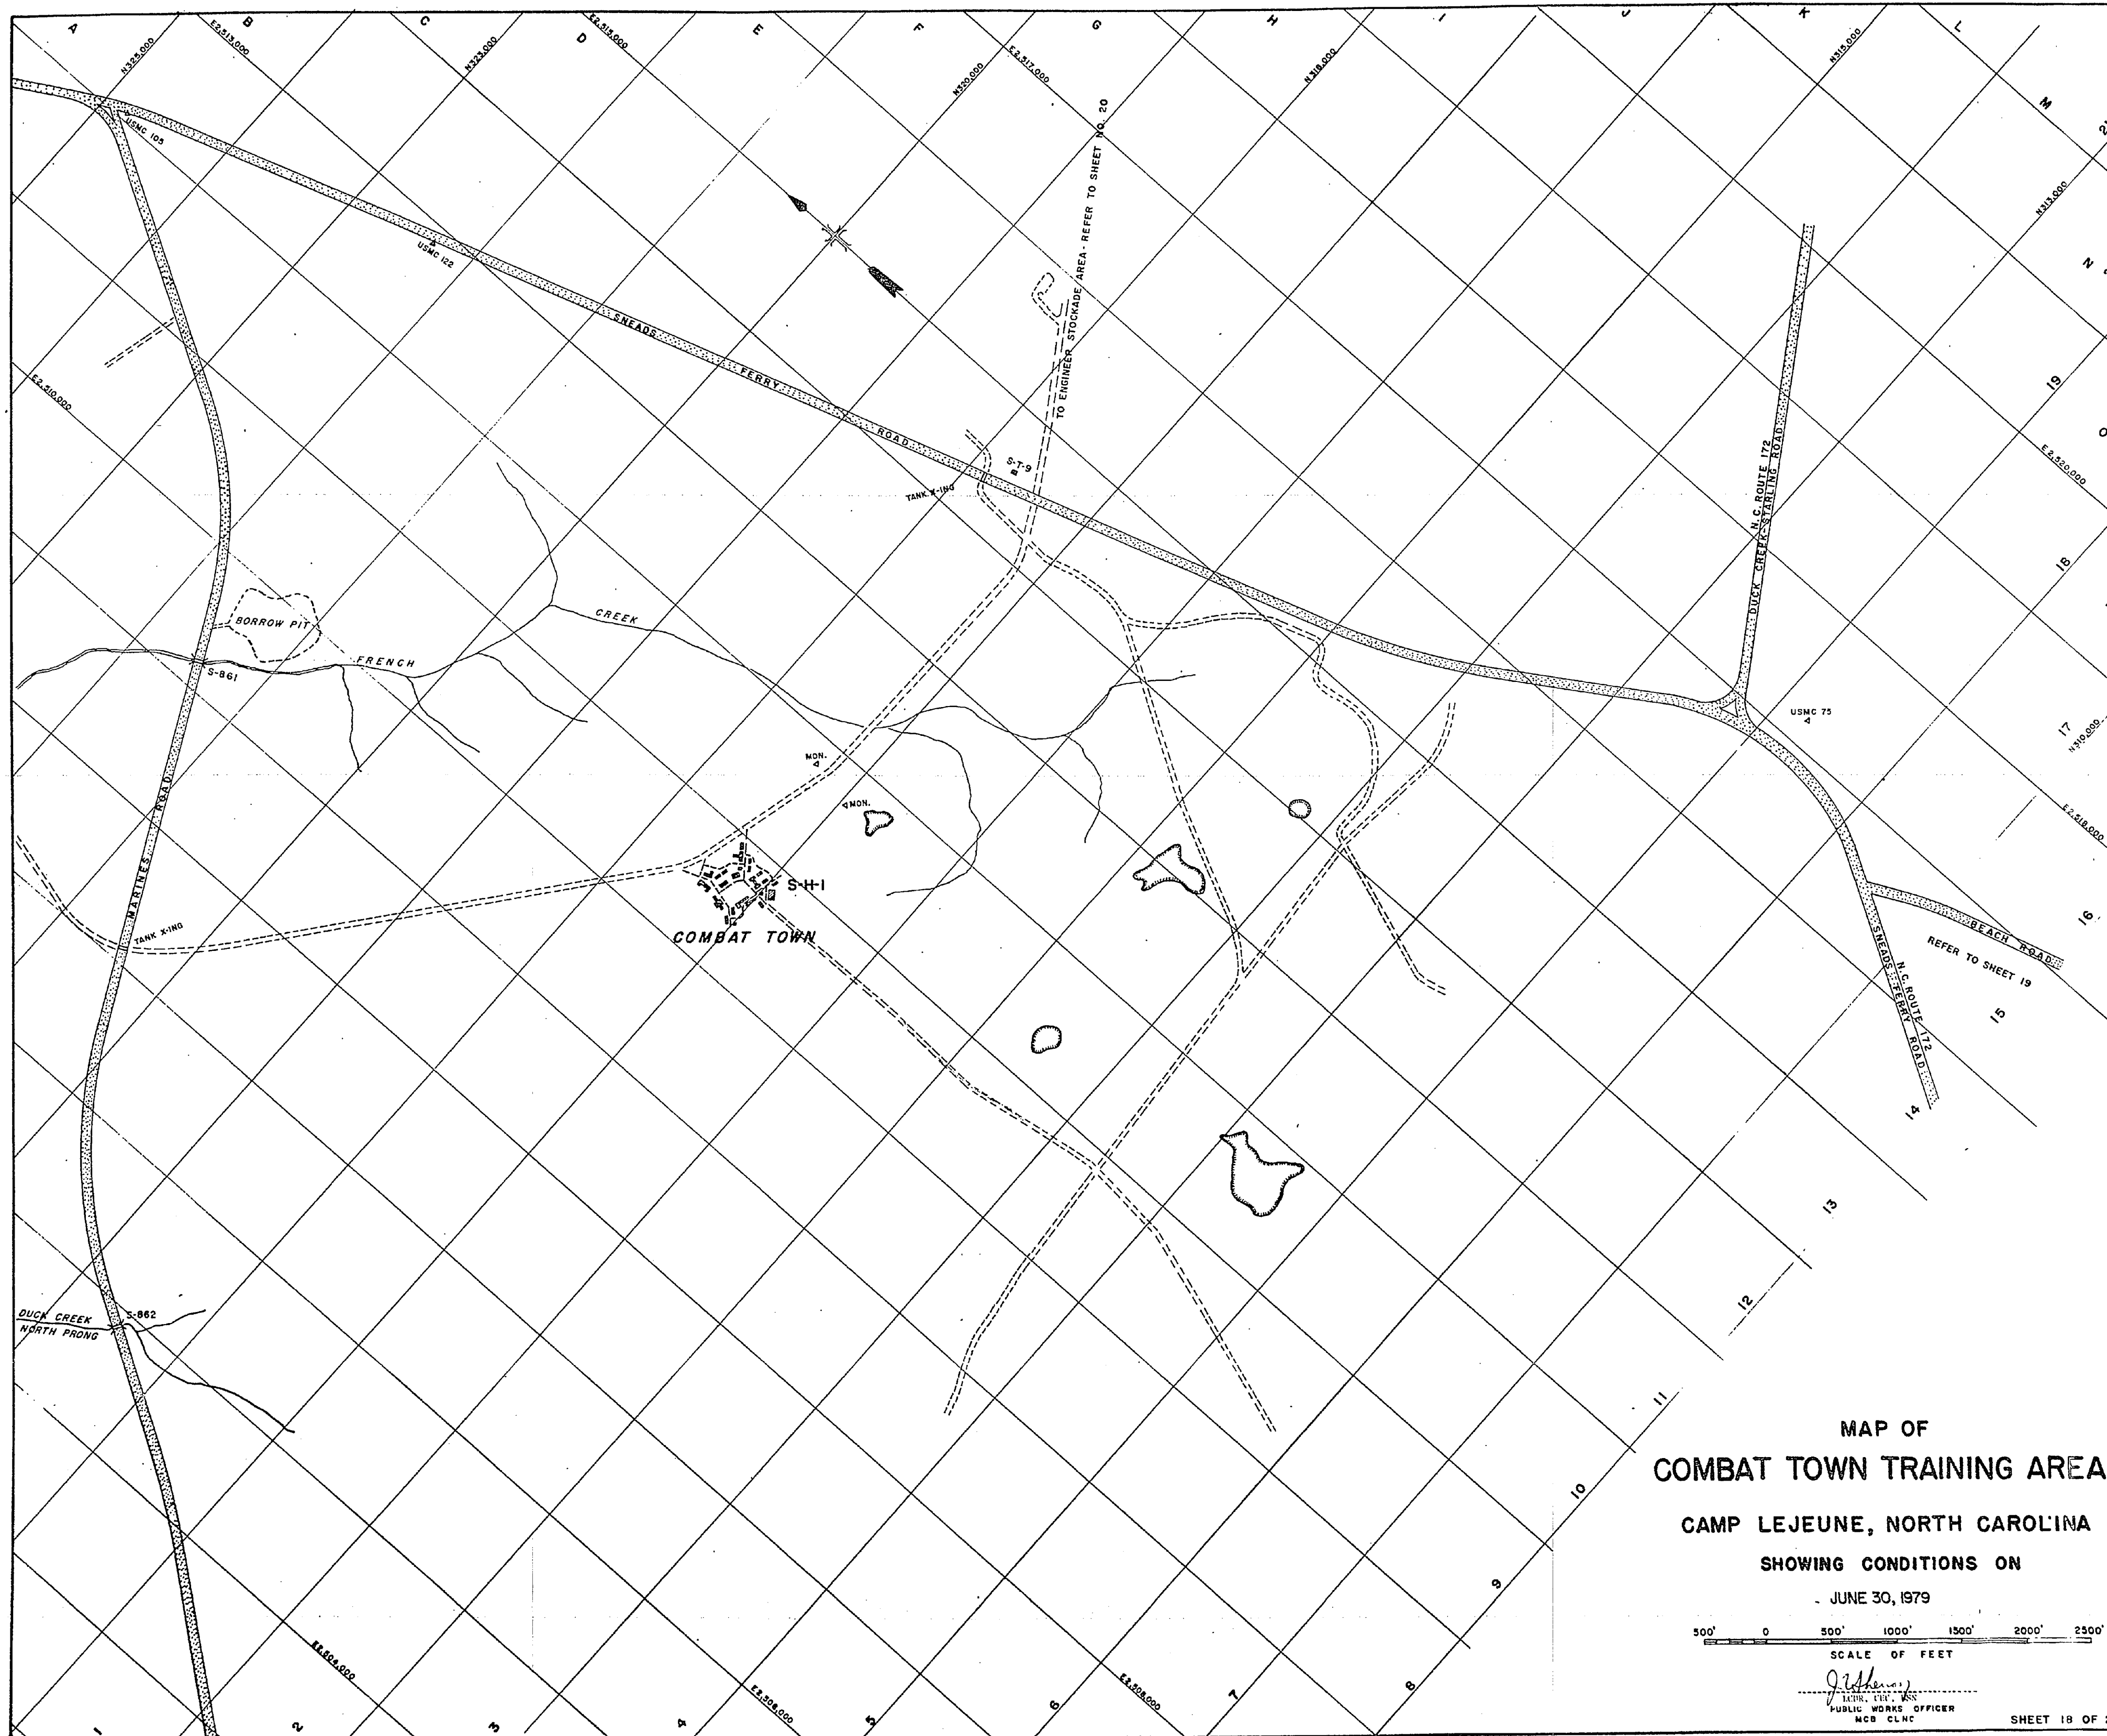 A
B
C
D
E
F
G
H
I
J
K
L
M
N
O
N325,000
E2,513,000
N323,000
E2,515,000
N320,000
E2,517,000
N318,000
N315,000
N313,000
USMC 105
USMC 122
E2,510,000
SNEADS FERRY ROAD
TO ENGINEER STOCKADE AREA - REFER TO SHEET NO. 20
S-T-9
TANK X-ING
19
E2,520,000
18
N.C. ROUTE 172
DUCK CREEK-STARLING ROAD
BORROW PIT
FRENCH
CREEK
S-861
USMC 75
17
N310,000
MON.
MON.
E2,518,000
MARINES ROAD
TANK X-ING
S-H-1
COMBAT TOWN
BEACH ROAD
REFER TO SHEET 19
16
15
N.C. ROUTE 172
SNEADS FERRY ROAD
14
13
12
11
10
9
8
7
6
5
4
3
2
1
DUCK CREEK
NORTH PRONG
S-862
E2,504,000
E2,506,000
E2,508,000
MAP OF
COMBAT TOWN TRAINING AREA
CAMP LEJEUNE, NORTH CAROLINA
SHOWING CONDITIONS ON
JUNE 30, 1979
500' 0 500' 1000' 1500' 2000' 2500'
SCALE OF FEET
LCDR, CEC,
PUBLIC WORKS OFFICER
MCB CLNC
SHEET 18 OF